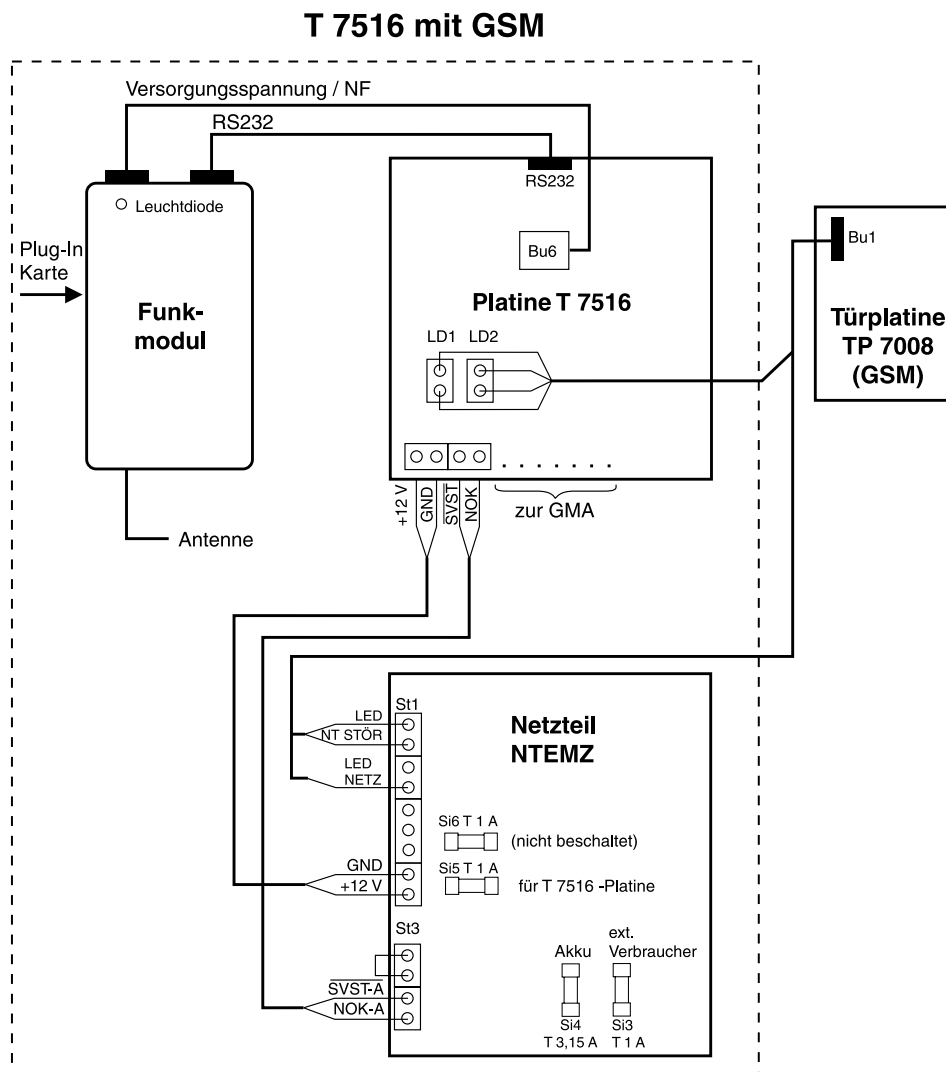 T 7516 mit GSM
Versorgungsspannung / NF
RS232
RS232
Leuchtdiode
Plug-In
Karte
Funk-
modul
Bu6
Platine T 7516
LD1 LD2
Bu1
Türplatine
TP 7008
(GSM)
+12 V
GND
SVST
NOK
. . . . . . .
zur GMA
Antenne
St1
LED
NT STÖR
LED
NETZ
Netzteil
NTEMZ
Si6 T 1 A
(nicht beschaltet)
GND
+12 V
Si5 T 1 A
für T 7516 -Platine
St3
SVST-A
NOK-A
Akku
ext.
Verbraucher
Si4
T 3,15 A
Si3
T 1 A